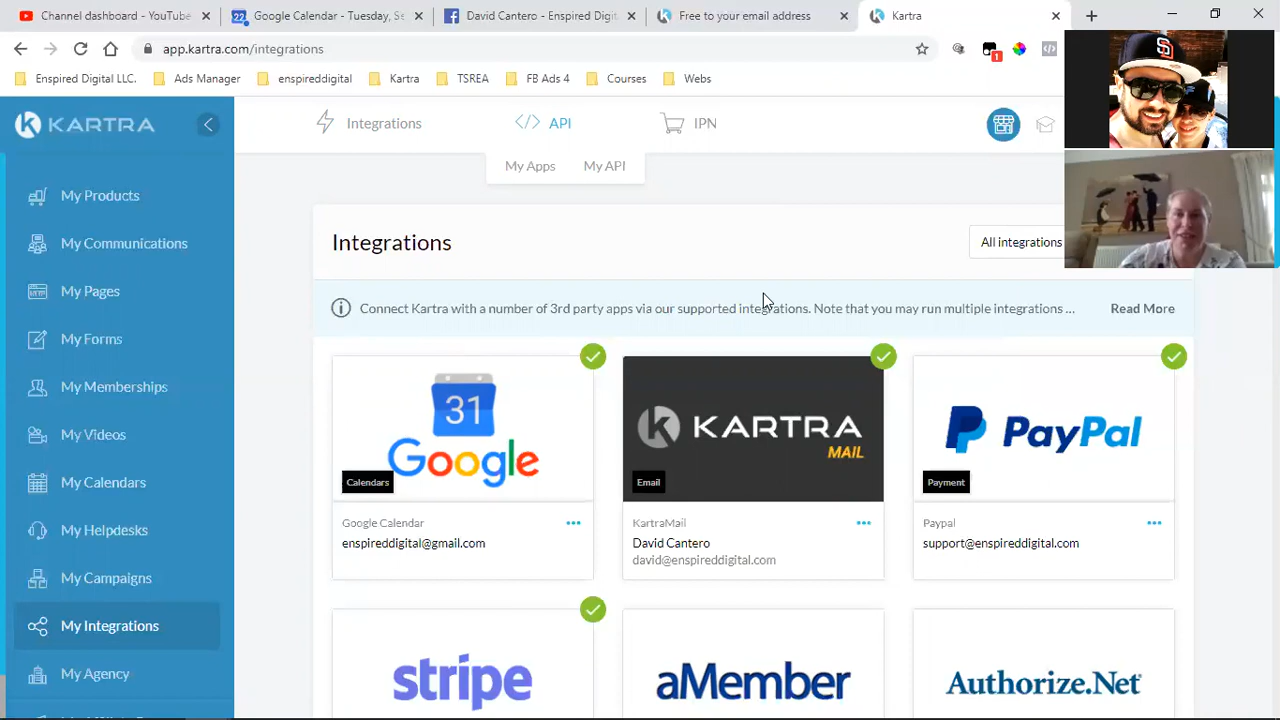 Channel dashboard - YouTube
Google Calendar - Tuesday, Se
David Cantero - Enspired Digit
Free to your email address
Kartra
app.kartra.com/integrations
1
Enspired Digital LLC.
Ads Manager
enspireddigital
Kartra
TSRLA
FB Ads 4
Courses
Webs
KARTRA
Integrations
API
IPN
My Apps
My API
My Products
My Communications
My Pages
My Forms
My Memberships
My Videos
My Calendars
My Helpdesks
My Campaigns
My Integrations
My Agency
Integrations
All integrations
Connect Kartra with a number of 3rd party apps via our supported integrations. Note that you may run multiple integrations ...
Read More
31
Google
Calendars
Google Calendar
enspireddigital@gmail.com
KARTRA
MAIL
Email
KartraMail
David Cantero
david@enspireddigital.com
PayPal
Payment
Paypal
support@enspireddigital.com
stripe
aMember
Authorize.Net